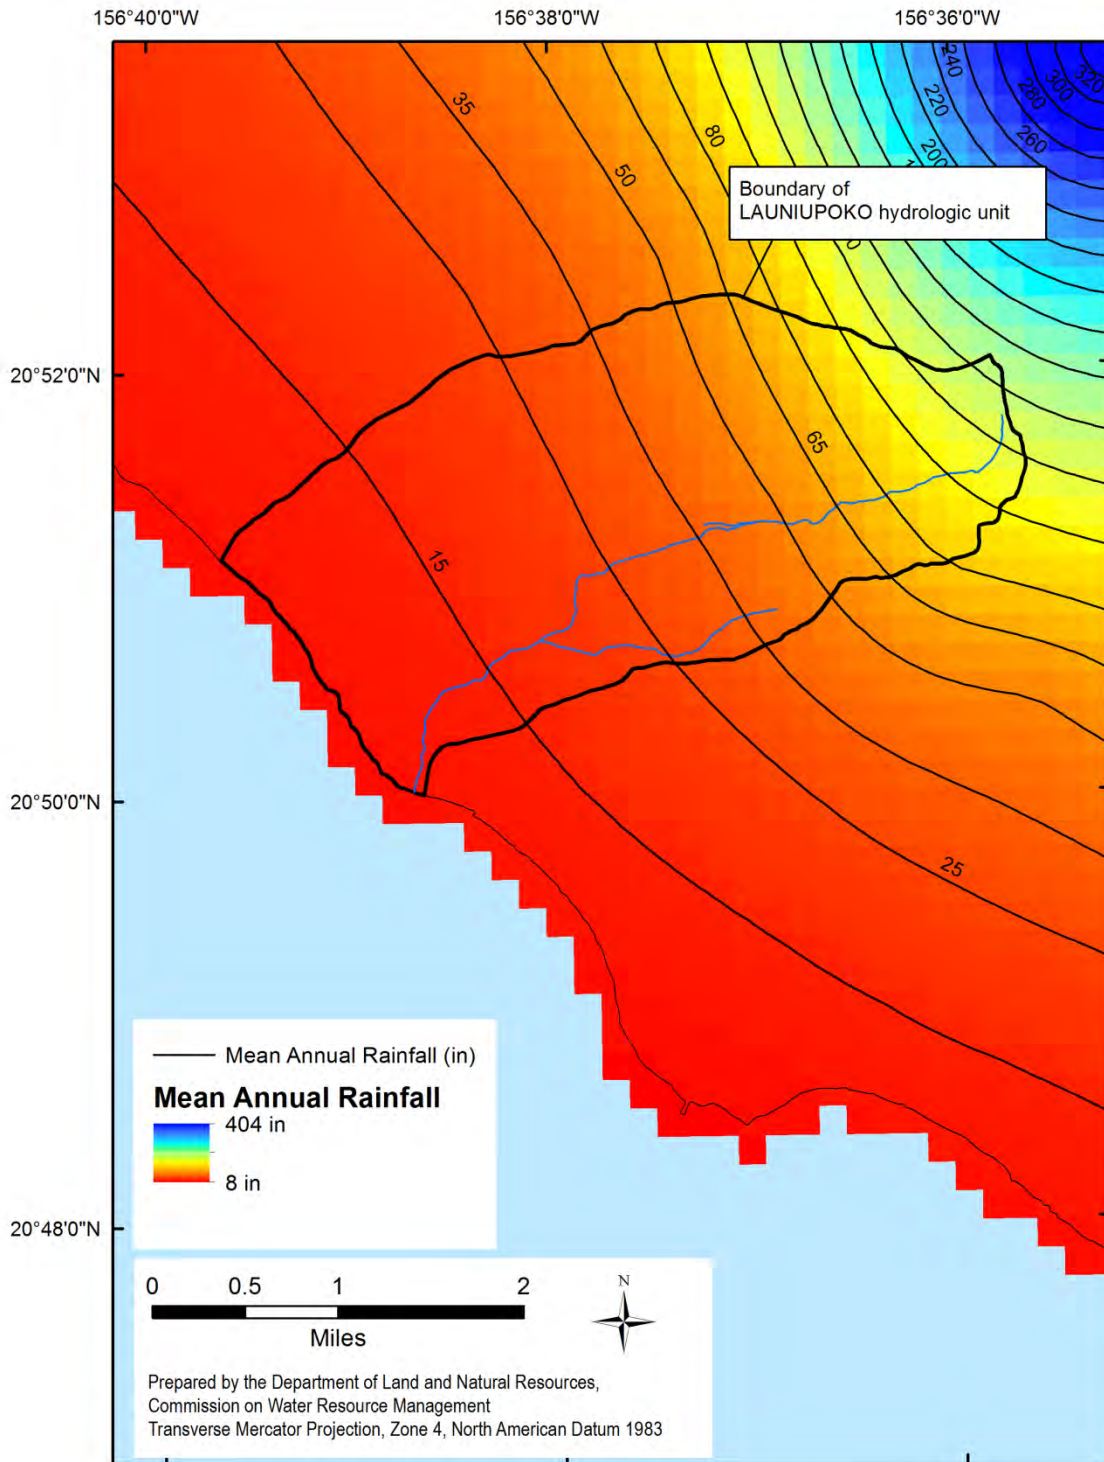 156°40'0"W 156°38'0"W 156°36'0"W
240
320
300
280
220
260
200
35
80
50
Boundary of
LAUNIUPOKO hydrologic unit
20°52'0"N
65
15
20°50'0"N
25
Mean Annual Rainfall (in)
Mean Annual Rainfall
404 in
8 in
20°48'0"N
0 0.5 1 2
Miles
N
Prepared by the Department of Land and Natural Resources,
Commission on Water Resource Management
Transverse Mercator Projection, Zone 4, North American Datum 1983